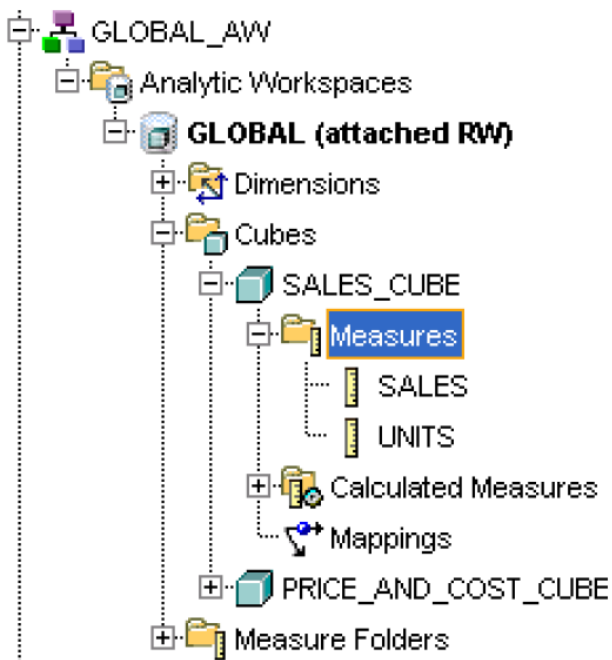 GLOBAL_AW
Analytic Workspaces
GLOBAL (attached RW)
Dimensions
Cubes
SALES_CUBE
Measures
SALES
UNITS
Calculated Measures
Mappings
PRICE_AND_COST_CUBE
Measure Folders